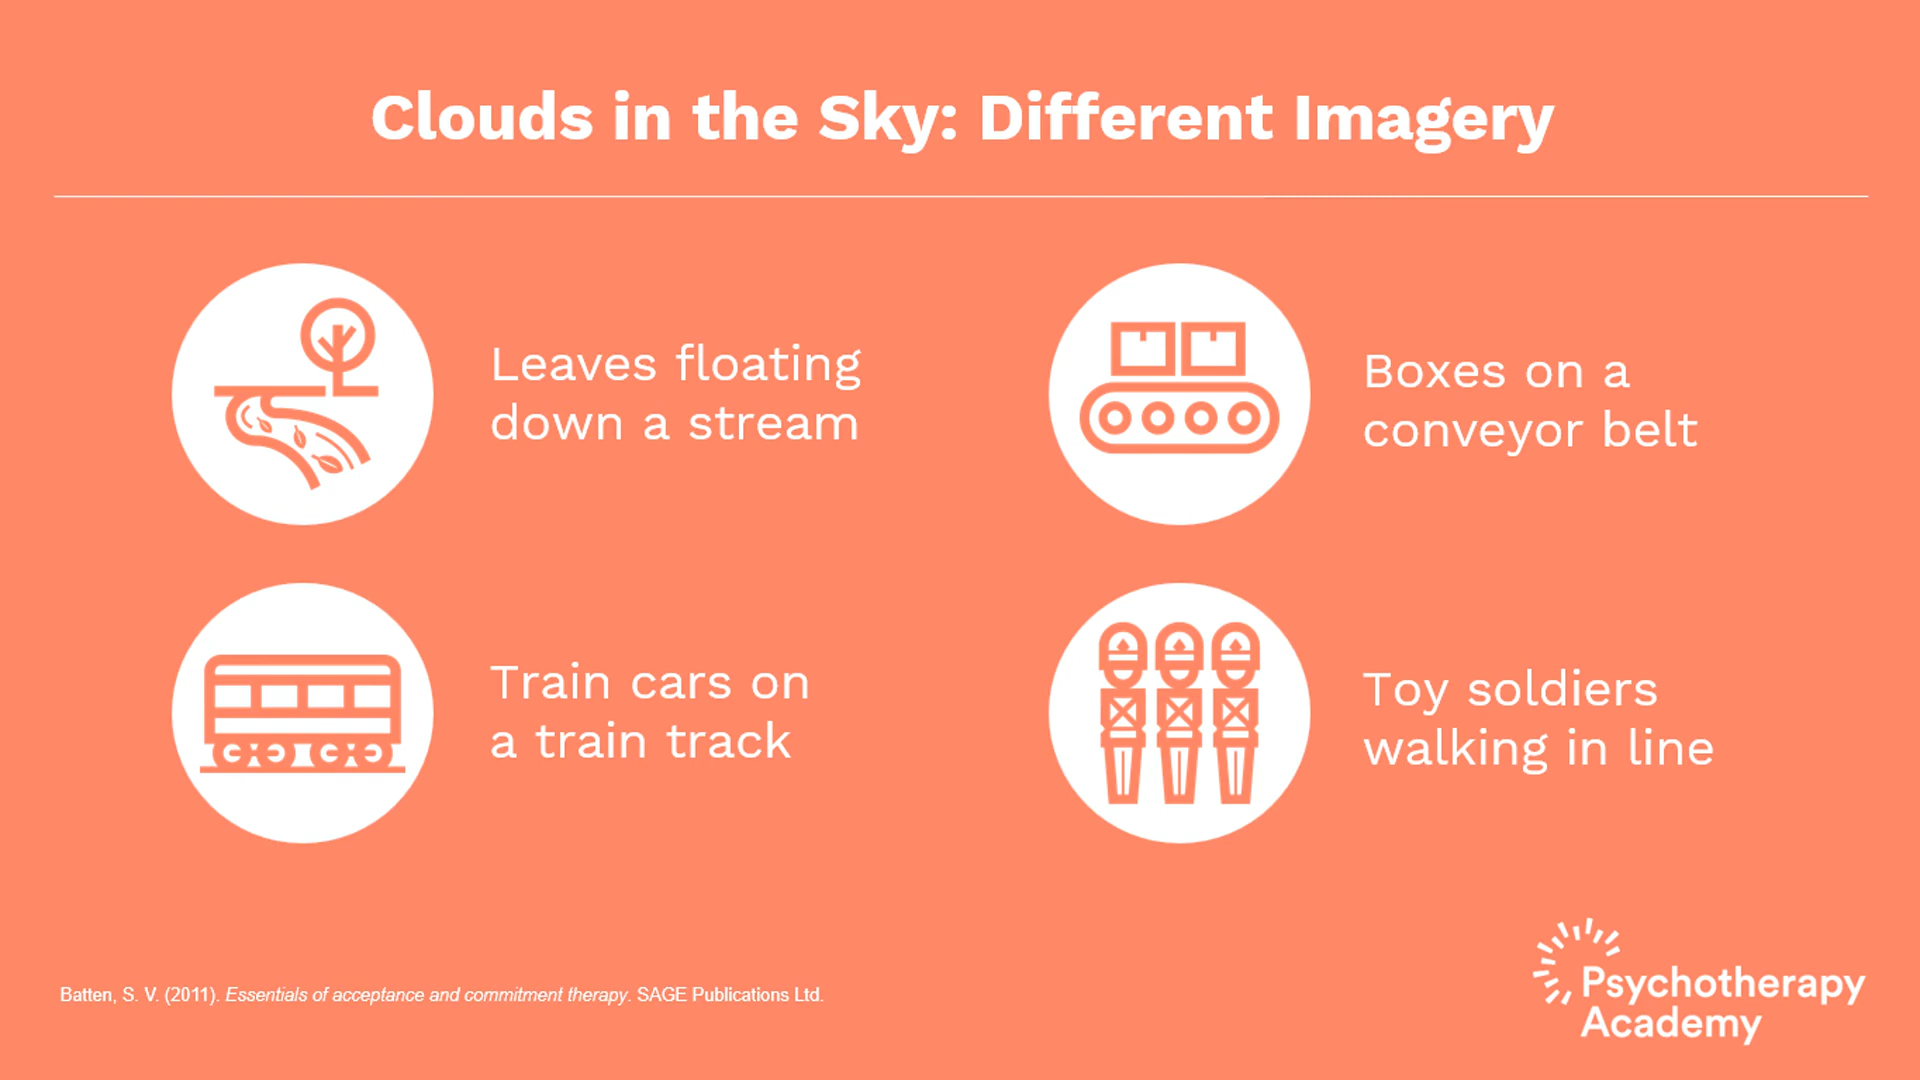 Clouds in the Sky: Different Imagery
Leaves floating
down a stream
Boxes on a
conveyor belt
Train cars on
a train track
Toy soldiers
walking in line
Batten, S. V. (2011). Essentials of acceptance and commitment therapy. SAGE Publications Ltd.
Psychotherapy
Academy